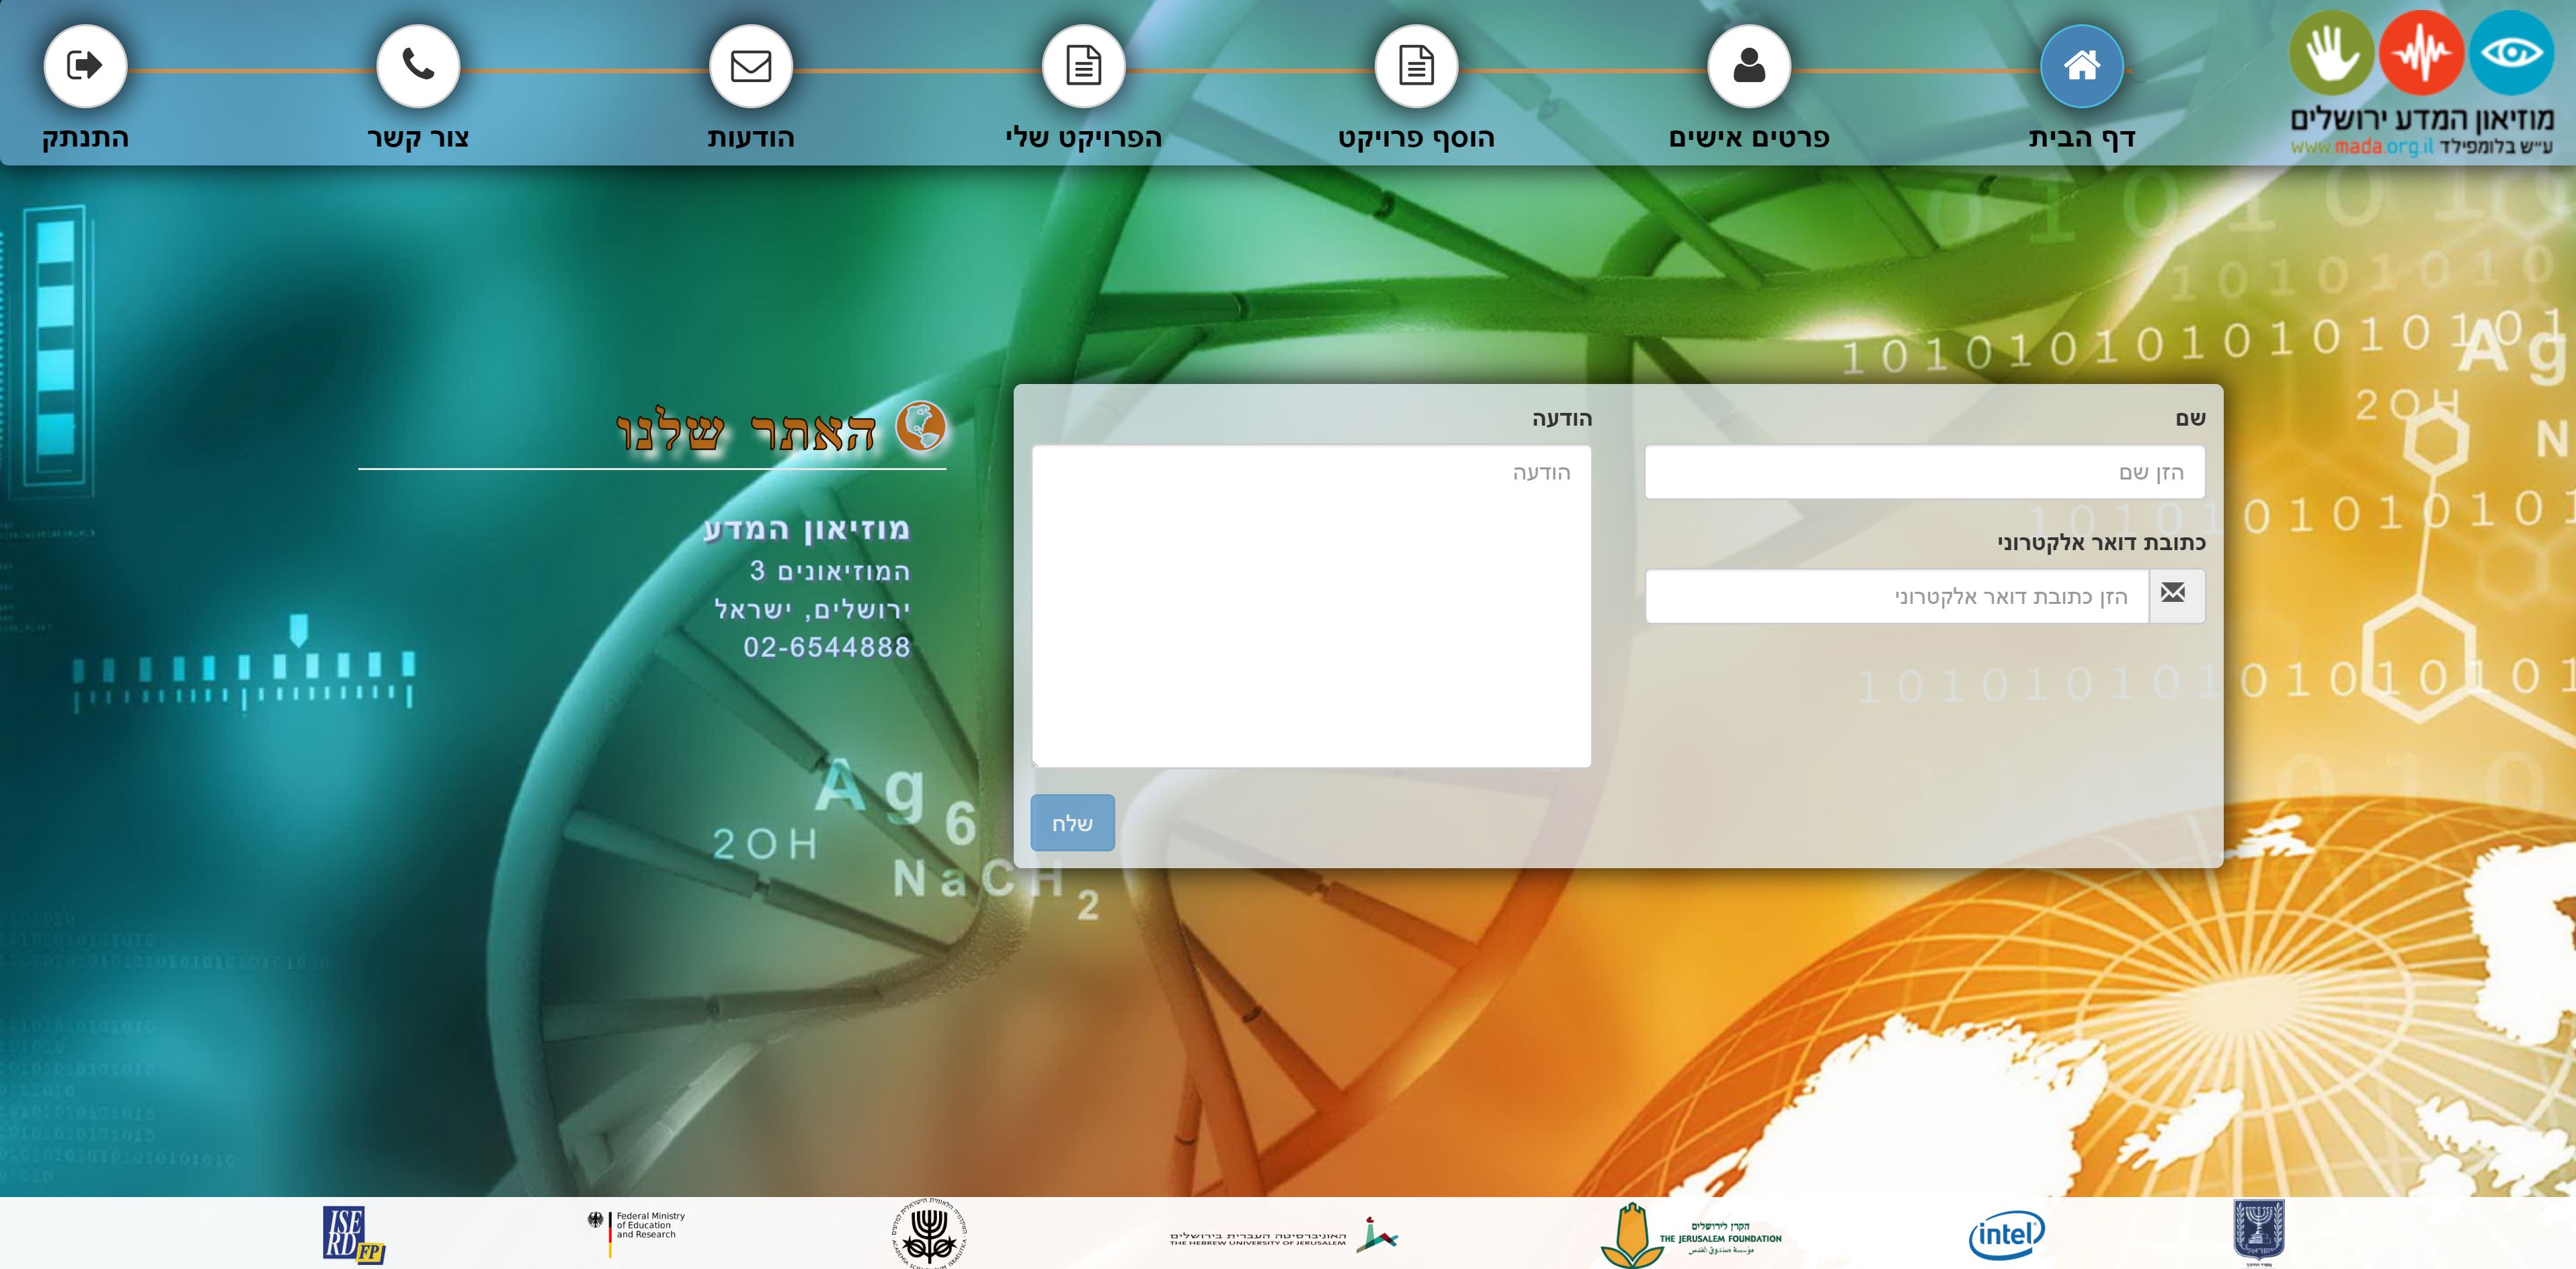 מוזיאון המדע ירושלים
ע״ש בלומפילד www.mada.org.il
דף הבית
פרטים אישים
הוסף פרויקט
הפרויקט שלי
הודעות
צור קשר
התנתק
שם
הזן שם
כתובת דואר אלקטרוני
הזן כתובת דואר אלקטרוני
הודעה
הודעה
שלח
האתר שלנו
מוזיאון המדע
המוזיאונים 3
ירושלים, ישראל
02-6544888
1010101010101010101
Ag
2OH
N
Ag 6
2OH
NaCH2
intel
הקרן לירושלים
THE JERUSALEM FOUNDATION
مؤسسة صندوق القدس
האוניברסיטה העברית בירושלים
THE HEBREW UNIVERSITY OF JERUSALEM
Federal Ministry
of Education
and Research
ISERD
FP